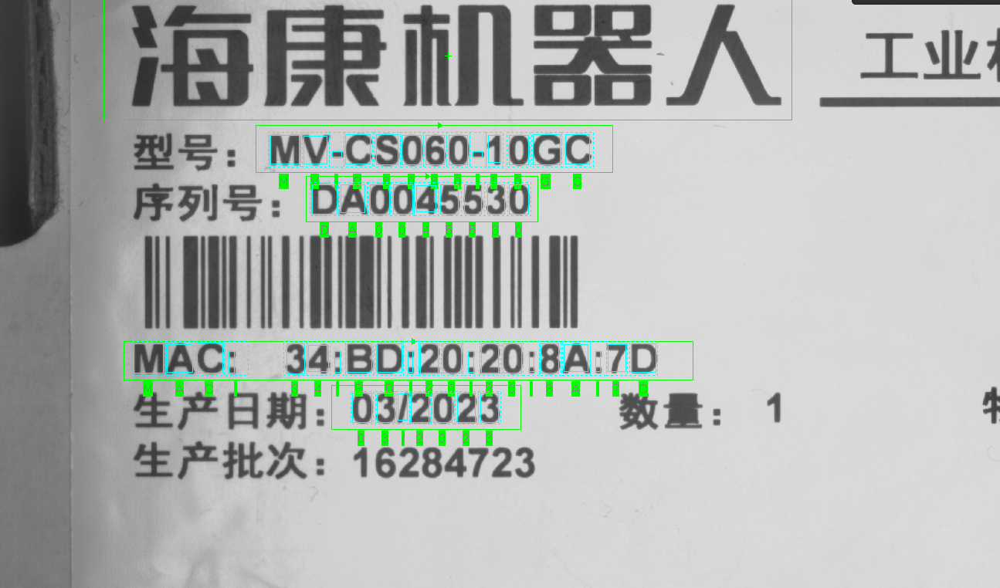 海康机器人
工业
型号：MV-CS060-10GC
序列号：DA0045530
MAC: 34:BD:20:20:8A:7D
生产日期：03/2023 数量：1
生产批次：16284723